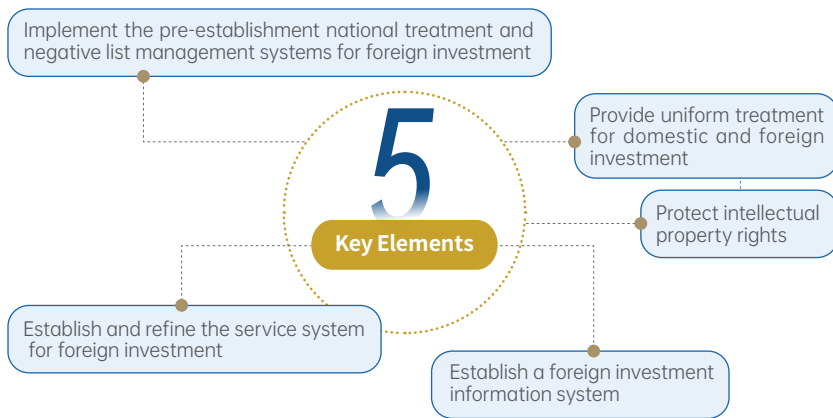 Implement the pre-establishment national treatment and
negative list management systems for foreign investment
5
Key Elements
Provide uniform treatment
for domestic and foreign
investment
Protect intellectual
property rights
Establish and refine the service system
for foreign investment
Establish a foreign investment
information system